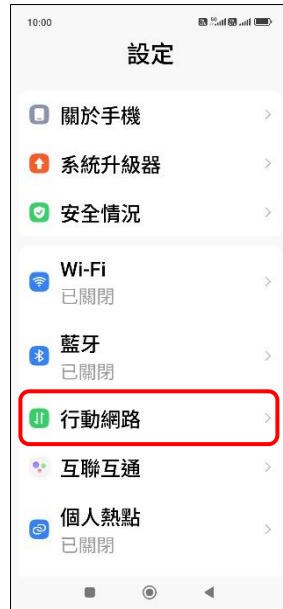 10:00
設定
關於手機
系統升級器
安全情況
Wi-Fi
已關閉
藍牙
已關閉
行動網路
互聯互通
個人熱點
已關閉